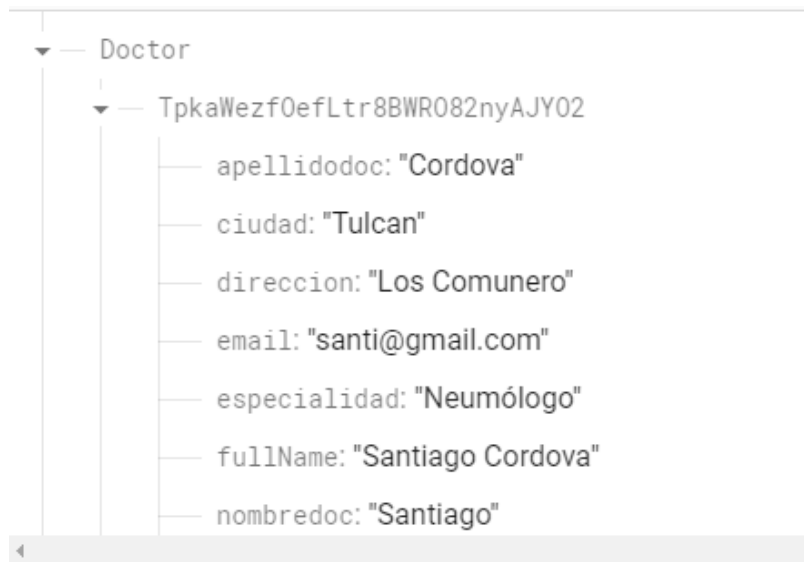 Doctor
TpkaWezfOefLtr8BWRO82nyAJYO2
apellidodoc: "Cordova"
ciudad: "Tulcan"
direccion: "Los Comunero"
email: "santi@gmail.com"
especialidad: "Neumólogo"
fullName: "Santiago Cordova"
nombredoc: "Santiago"